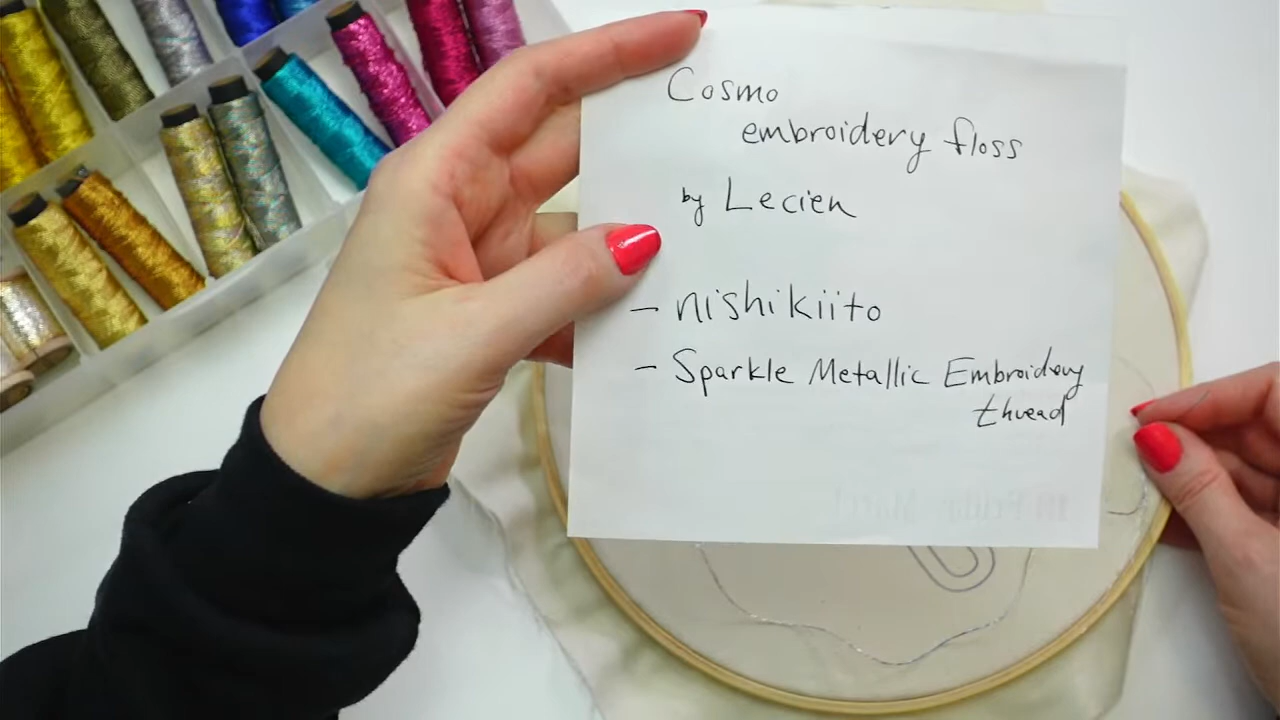 Cosmo
embroidery floss
by Lecien
- nishikiito
- Sparkle Metallic Embroidery
thread